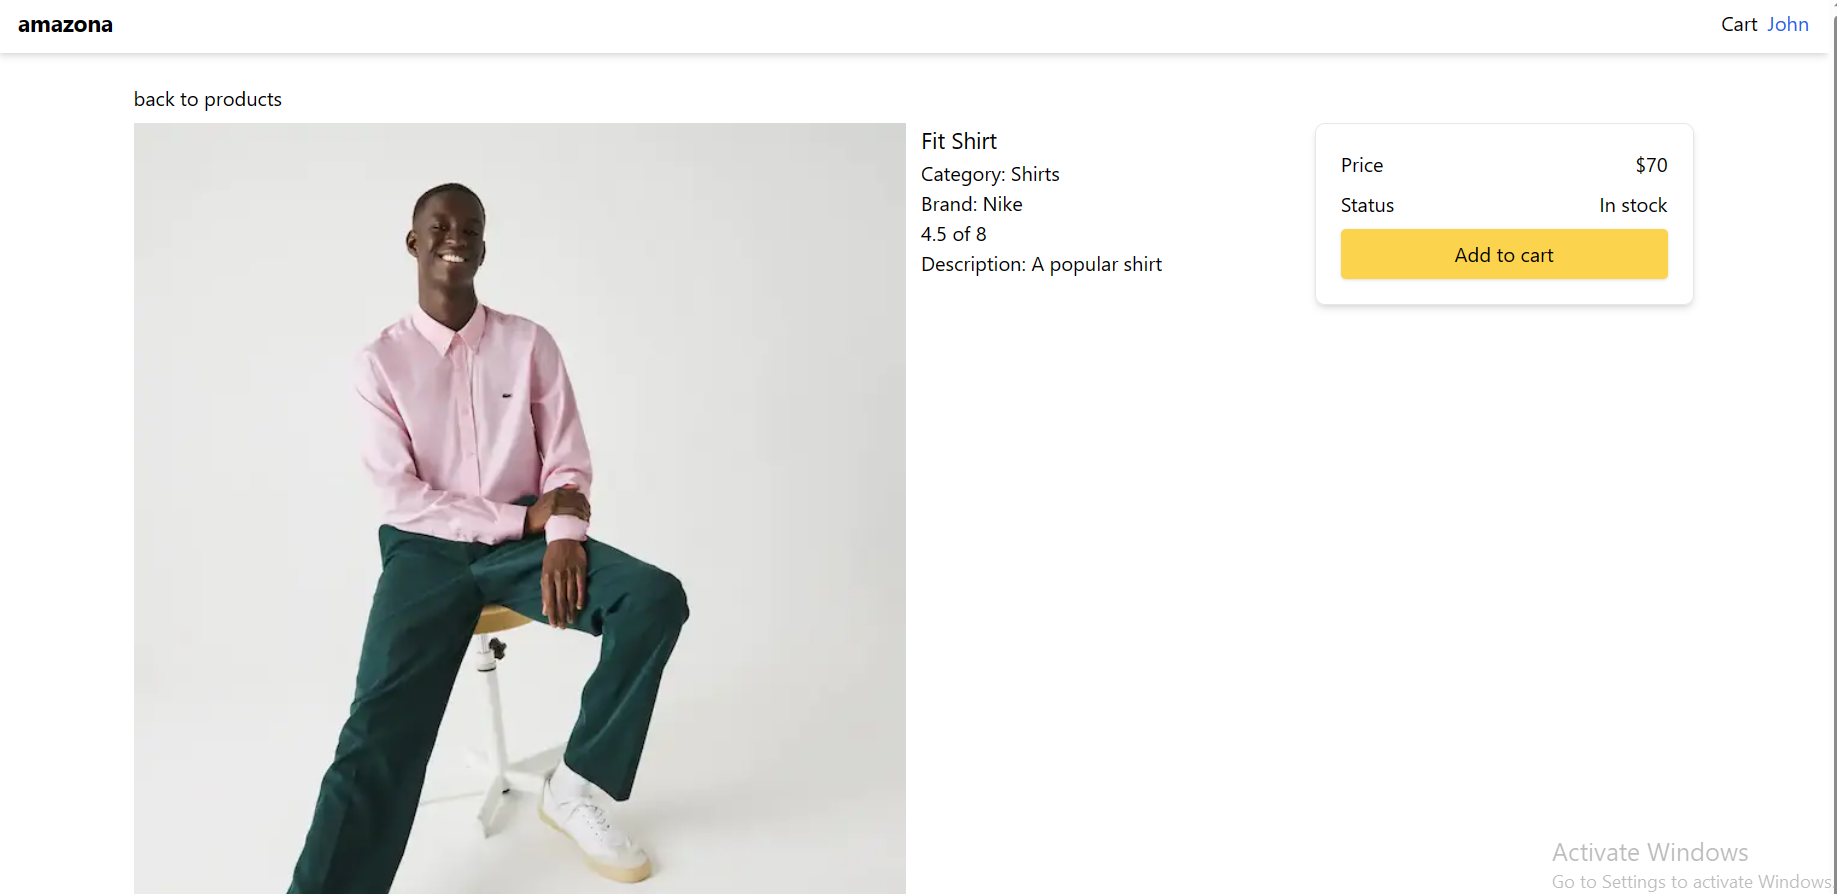 amazona
Cart John
back to products
Fit Shirt
Category: Shirts
Brand: Nike
4.5 of 8
Description: A popular shirt
Price $70
Status In stock
Add to cart
Activate Windows
Go to Settings to activate Windows.